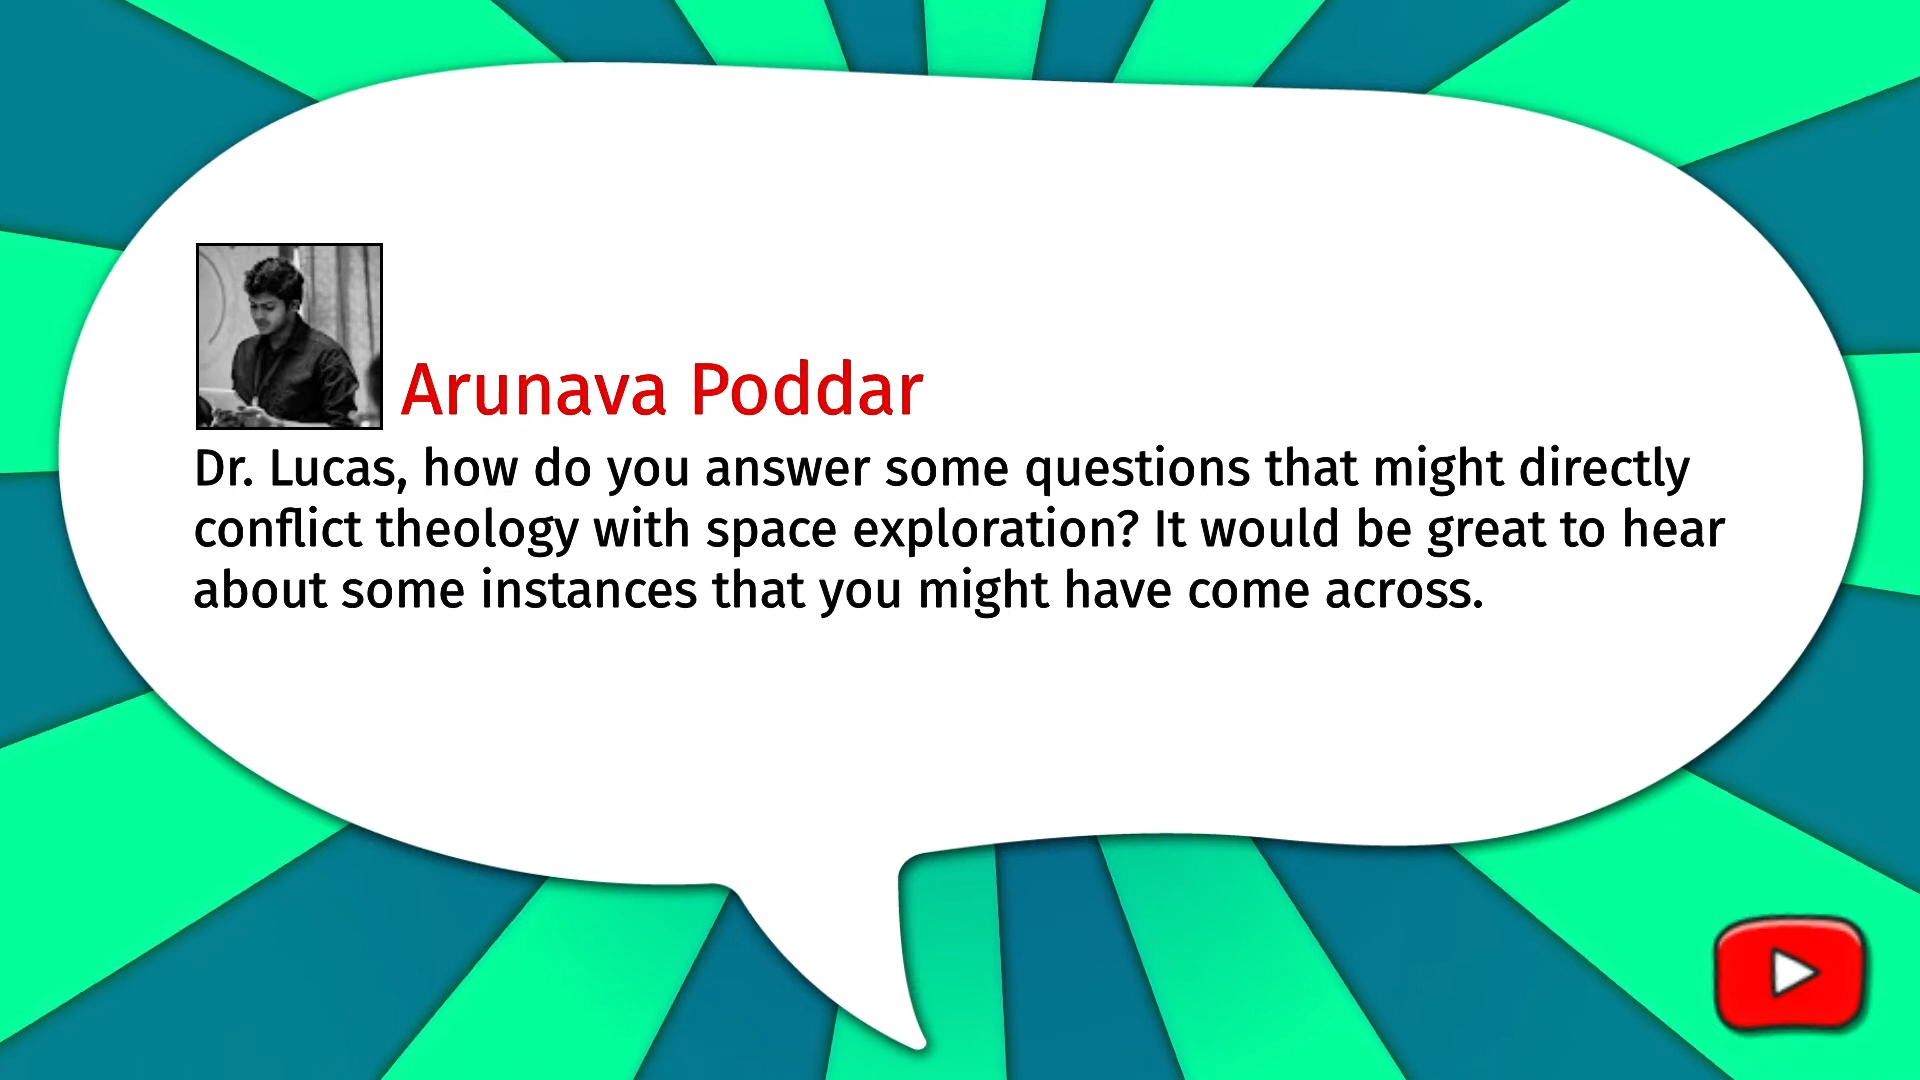 Arunava Poddar
Dr. Lucas, how do you answer some questions that might directly
conflict theology with space exploration? It would be great to hear
about some instances that you might have come across.